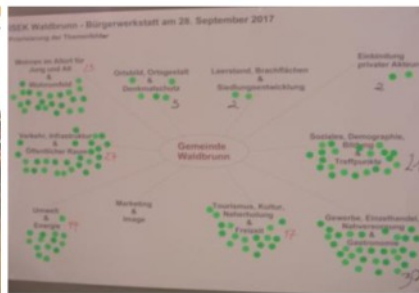 ISEK Waldbrunn - Bürgerwerkstatt am 28. September 2017
Priorisierung der Themenfelder
Wohnen im Altort für
Jung und Alt
&
Wohnumfeld
Ortsbild, Ortsgestalt
&
Denkmalschutz
5
Leerstand, Brachflächen
&
Siedlungsentwicklung
2
Einbindung
privater Akteure
2
Verkehr, Infrastruktur
&
Öffentlicher Raum
27
Gemeinde
Waldbrunn
Soziales, Demographie,
Bildung
&
Treffpunkte
Umwelt
&
Energie
Marketing
&
Image
Tourismus, Kultur,
Naherholung
&
Freizeit
17
Gewerbe, Einzelhandel
Nahversorgung
&
Gastronomie